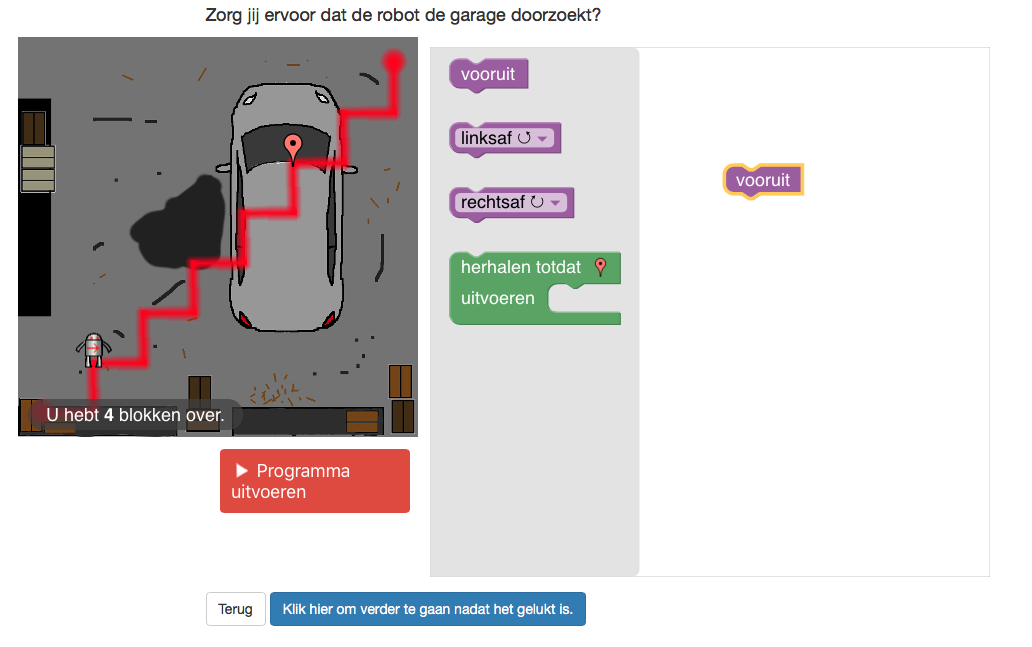 Zorg jij ervoor dat de robot de garage doorzoekt?
vooruit
linksaf
rechtsaf
herhalen totdat
uitvoeren
vooruit
U hebt 4 blokken over.
Programma
uitvoeren
Terug
Klik hier om verder te gaan nadat het gelukt is.